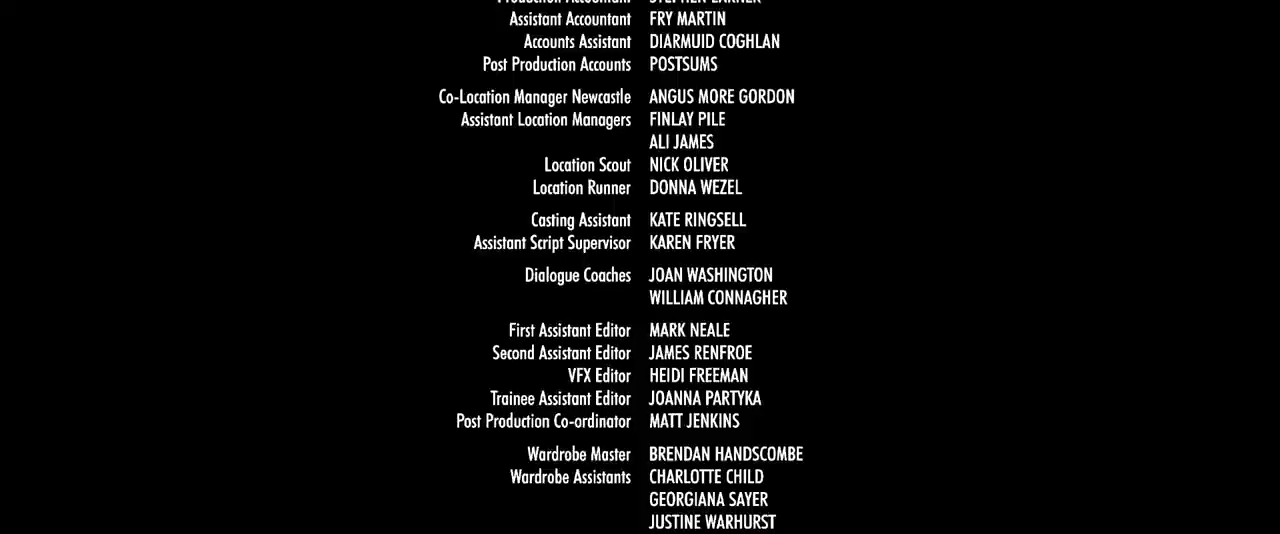 Assistant Accountant FRY MARTIN
Accounts Assistant DIARMUID COGHLAN
Post Production Accounts POSTSUMS
Co-Location Manager Newcastle ANGUS MORE GORDON
Assistant Location Managers FINLAY PILE
ALI JAMES
Location Scout NICK OLIVER
Location Runner DONNA WEZEL
Casting Assistant KATE RINGSELL
Assistant Script Supervisor KAREN FRYER
Dialogue Coaches JOAN WASHINGTON
WILLIAM CONNAGHER
First Assistant Editor MARK NEALE
Second Assistant Editor JAMES RENFROE
VFX Editor HEIDI FREEMAN
Trainee Assistant Editor JOANNA PARTYKA
Post Production Co-ordinator MATT JENKINS
Wardrobe Master BRENDAN HANDSCOMBE
Wardrobe Assistants CHARLOTTE CHILD
GEORGIANA SAYER
JUSTINE WARHURST